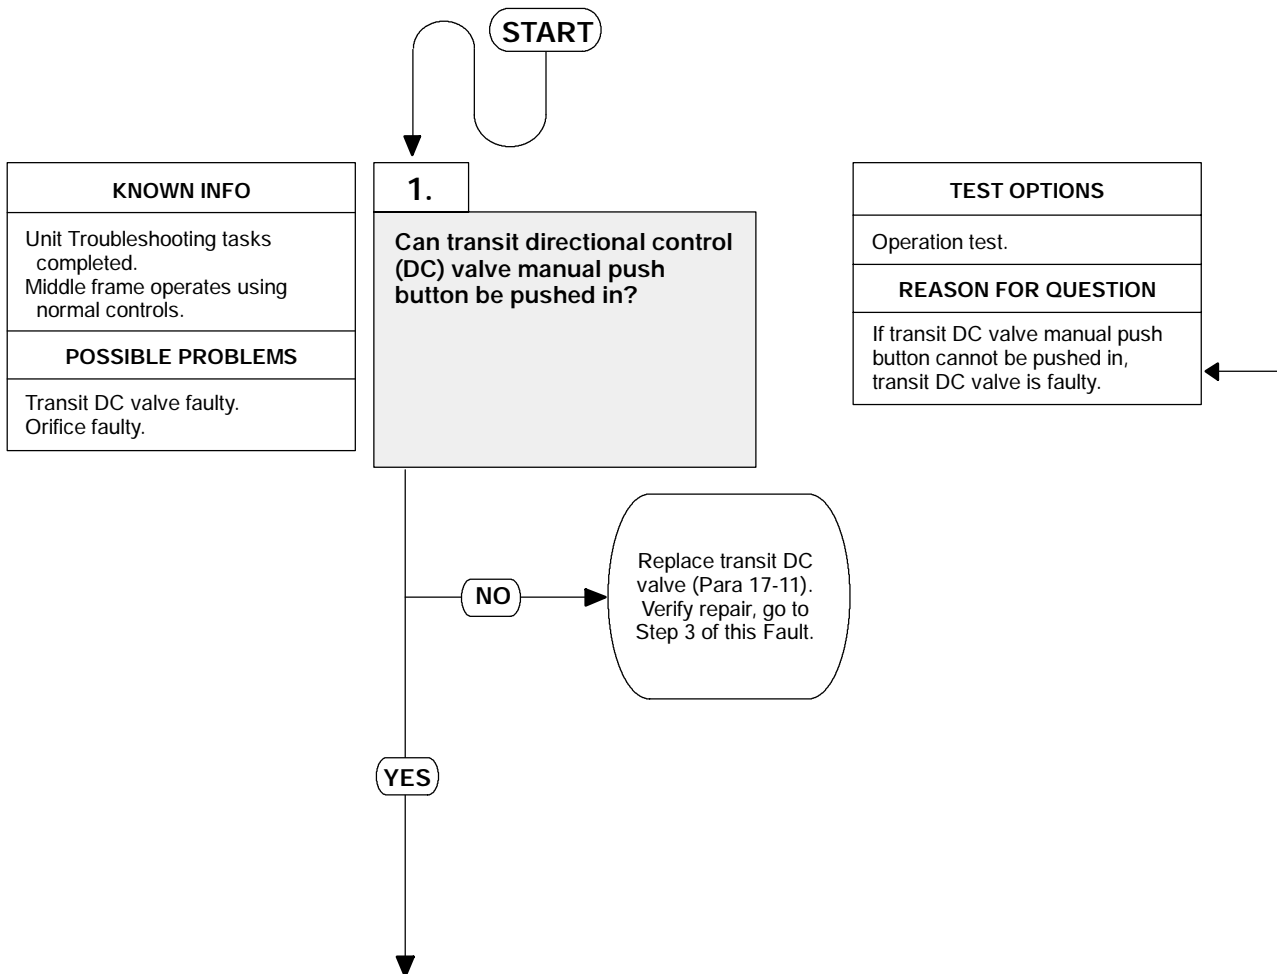 START
KNOWN INFO
Unit Troubleshooting tasks
completed.
Middle frame operates using
normal controls.
POSSIBLE PROBLEMS
Transit DC valve faulty.
Orifice faulty.
1.
Can transit directional control
(DC) valve manual push
button be pushed in?
TEST OPTIONS
Operation test.
REASON FOR QUESTION
If transit DC valve manual push
button cannot be pushed in,
transit DC valve is faulty.
NO
Replace transit DC
valve (Para 17-11).
Verify repair, go to
Step 3 of this Fault.
YES